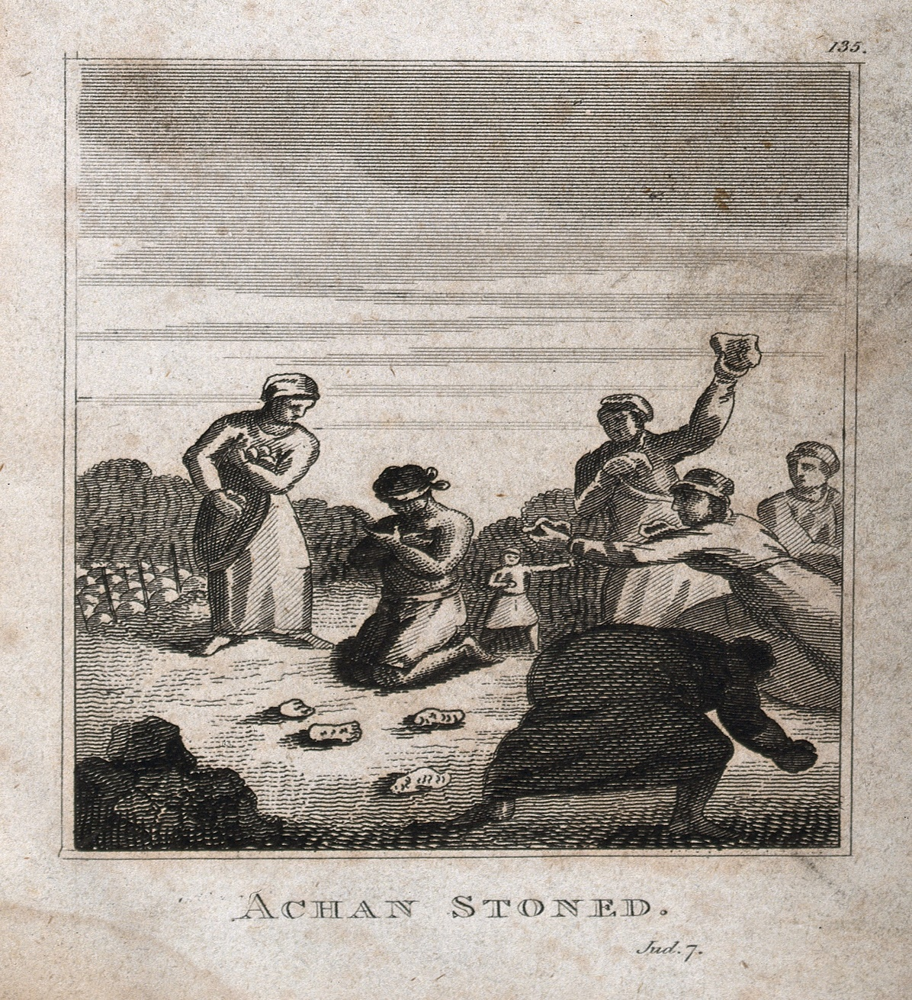 135.
ACHAN STONED.
Jud. 7.